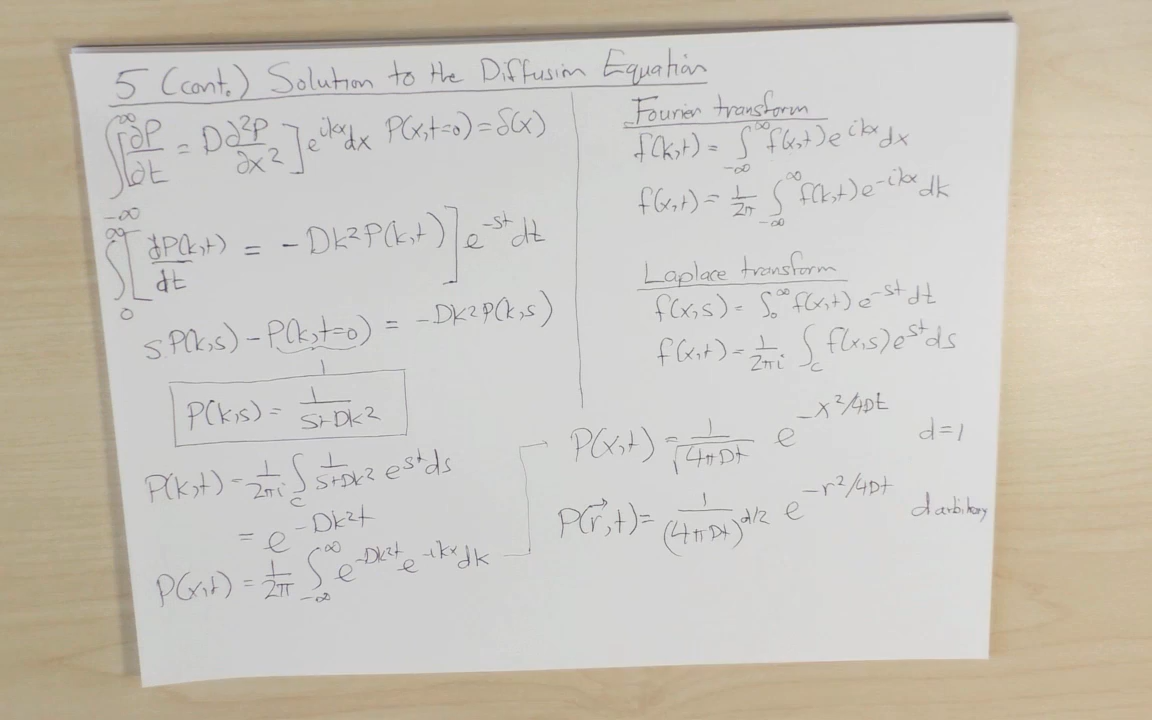 5 (cont.) Solution to the Diffusion Equation
∫_{-∞}^{∞} [∂P/∂t = D ∂²P/∂x²] e^{ikx} dx P(x,t=0) = δ(x)
∫_0^∞ [dP(k,t)/dt = -Dk²P(k,t)] e^{-st} dt
sP(k,s) - P(k,t=0) = -Dk²P(k,s)
1
P(k,s) = 1/(s+Dk²)
P(k,t) = 1/2πi ∫_c 1/(s+Dk²) e^{st} ds
= e^{-Dk²t}
P(x,t) = 1/2π ∫_{-∞}^{∞} e^{-Dk²t} e^{-ikx} dk
Fourier transform
f(k,t) = ∫_{-∞}^{∞} f(x,t) e^{ikx} dx
f(x,t) = 1/2π ∫_{-∞}^{∞} f(k,t) e^{-ikx} dk
Laplace transform
f(x,s) = ∫_0^∞ f(x,t) e^{-st} dt
f(x,t) = 1/2πi ∫_c f(x,s) e^{st} ds
P(x,t) = 1/√(4πDt) e^{-x²/4Dt} d=1
P(r⃗,t) = 1/(4πDt)^{d/2} e^{-r²/4Dt} d arbitrary